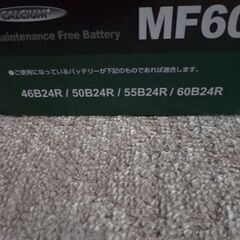 CALCIUM
Maintenance Free Battery MF60
●ご使用になっているバッテリーが下記のものであれば適合します。
46B24R / 50B24R / 55B24R / 60B24R